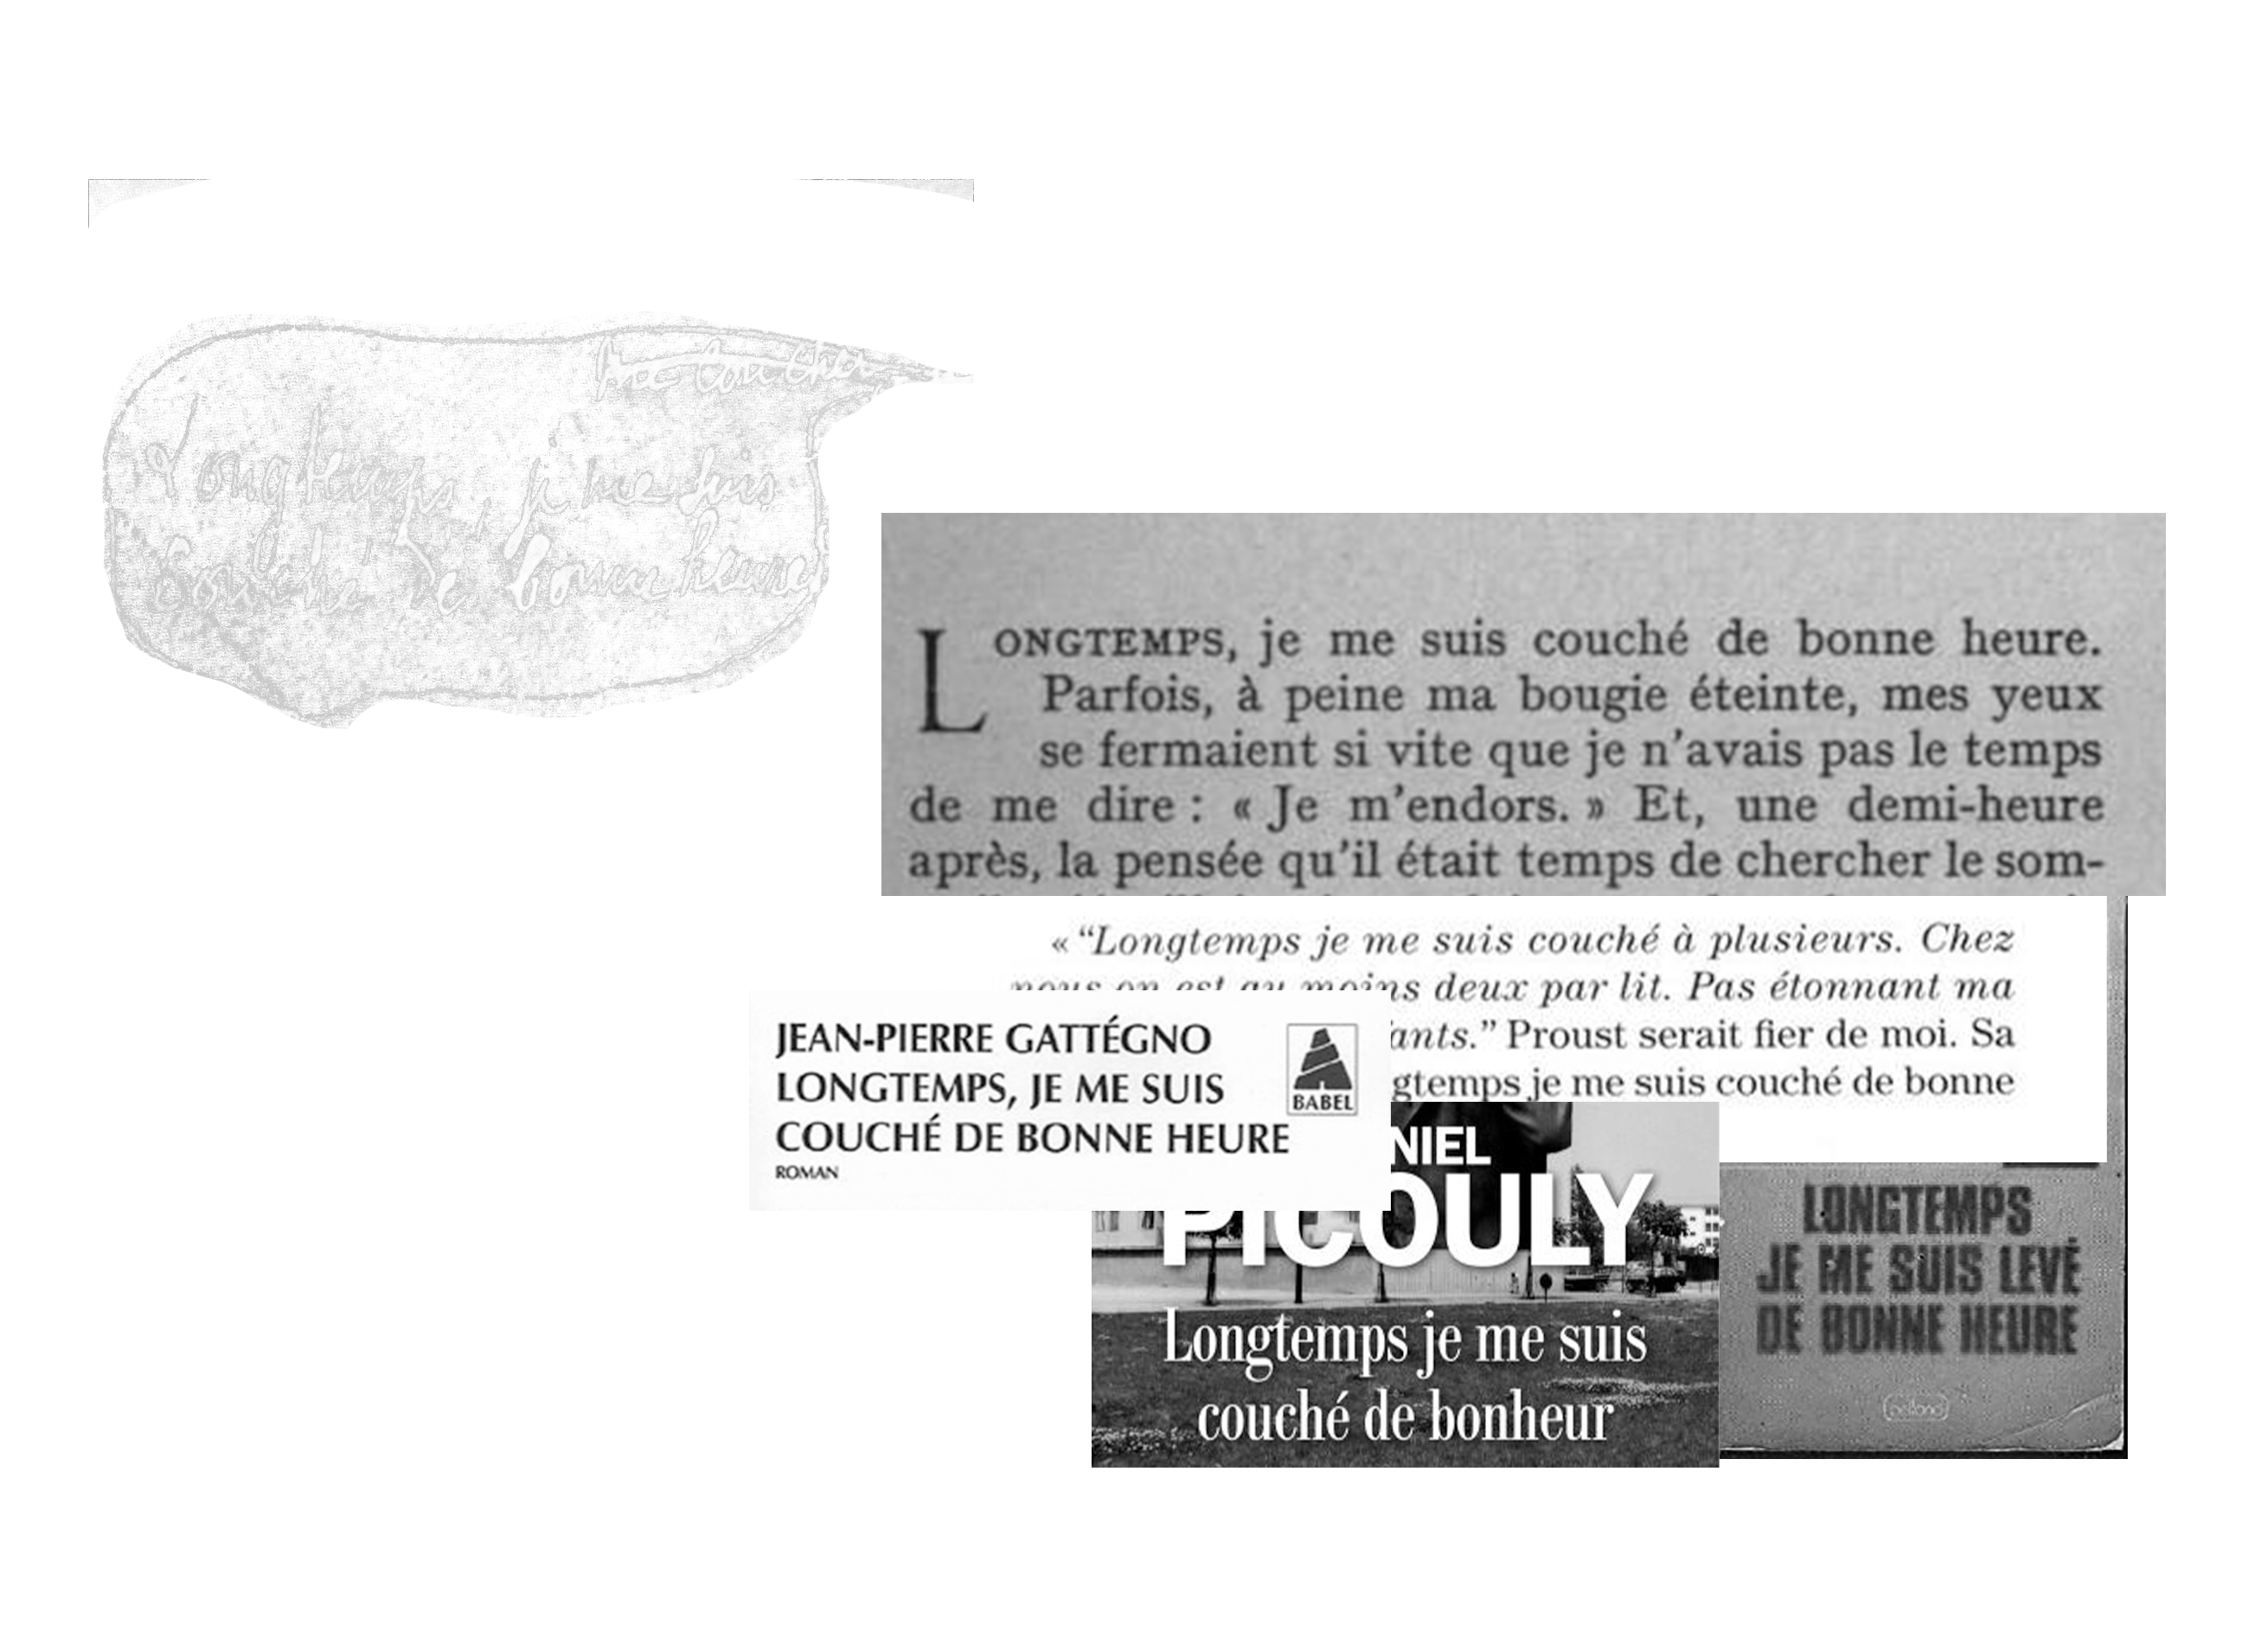 me coucher
Longtemps, je me suis
couché de bonne heure
LONGTEMPS, je me suis couché de bonne heure.
Parfois, à peine ma bougie éteinte, mes yeux
se fermaient si vite que je n’avais pas le temps
de me dire : « Je m’endors. » Et, une demi-heure
après, la pensée qu’il était temps de chercher le som-
« “Longtemps je me suis couché à plusieurs. Chez
nous on est au moins deux par lit. Pas étonnant ma
ants.” Proust serait fier de moi. Sa
gtemps je me suis couché de bonne
JEAN-PIERRE GATTÉGNO
LONGTEMPS, JE ME SUIS
COUCHÉ DE BONNE HEURE
ROMAN
BABEL
NIEL
PICOULY
Longtemps je me suis
couché de bonheur
LONGTEMPS
JE ME SUIS LEVÉ
DE BONNE HEURE